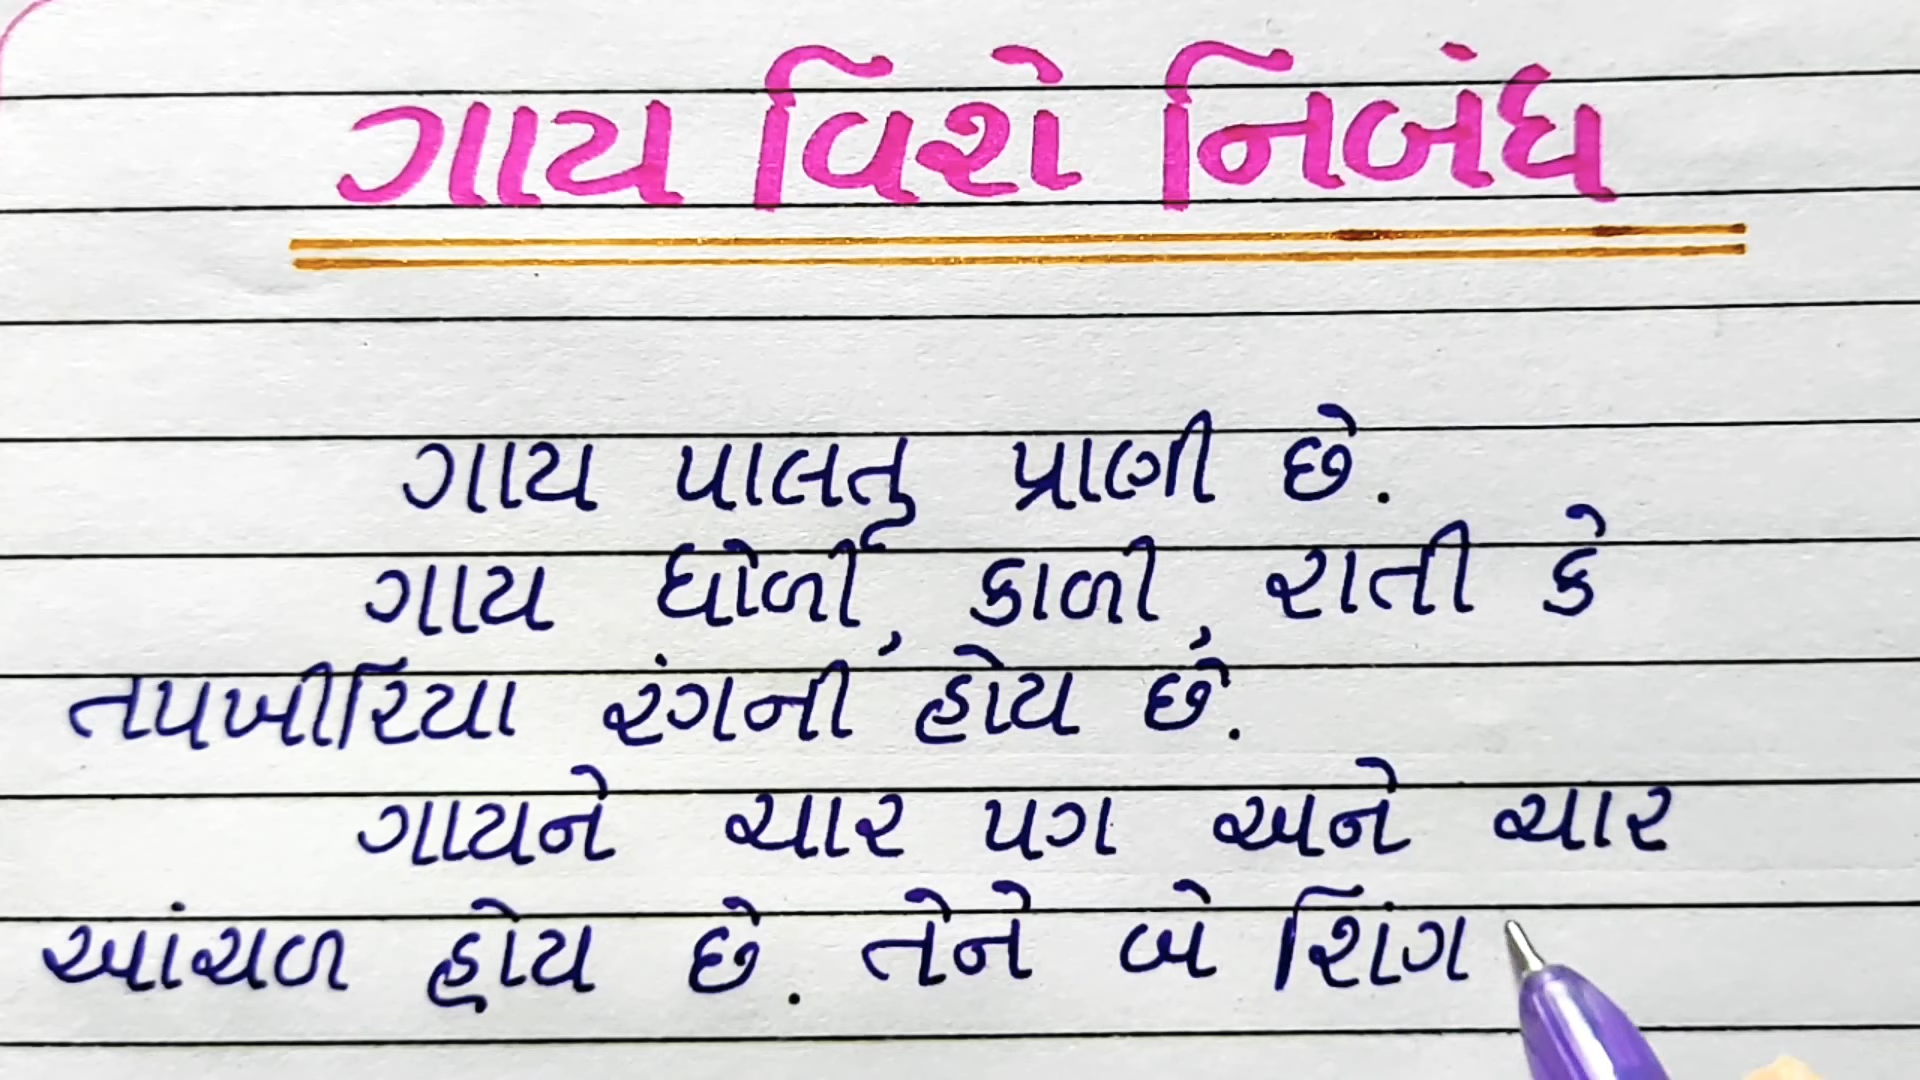 ગાય વિશે નિબંધ
ગાય પાલતુ પ્રાણી છે.
ગાય ધોળી, કાળી, રાતી કે
તપખીરિયા રંગની હોય છે.
ગાયને ચાર પગ અને ચાર
આંચળ હોય છે. તેને બે શિંગ